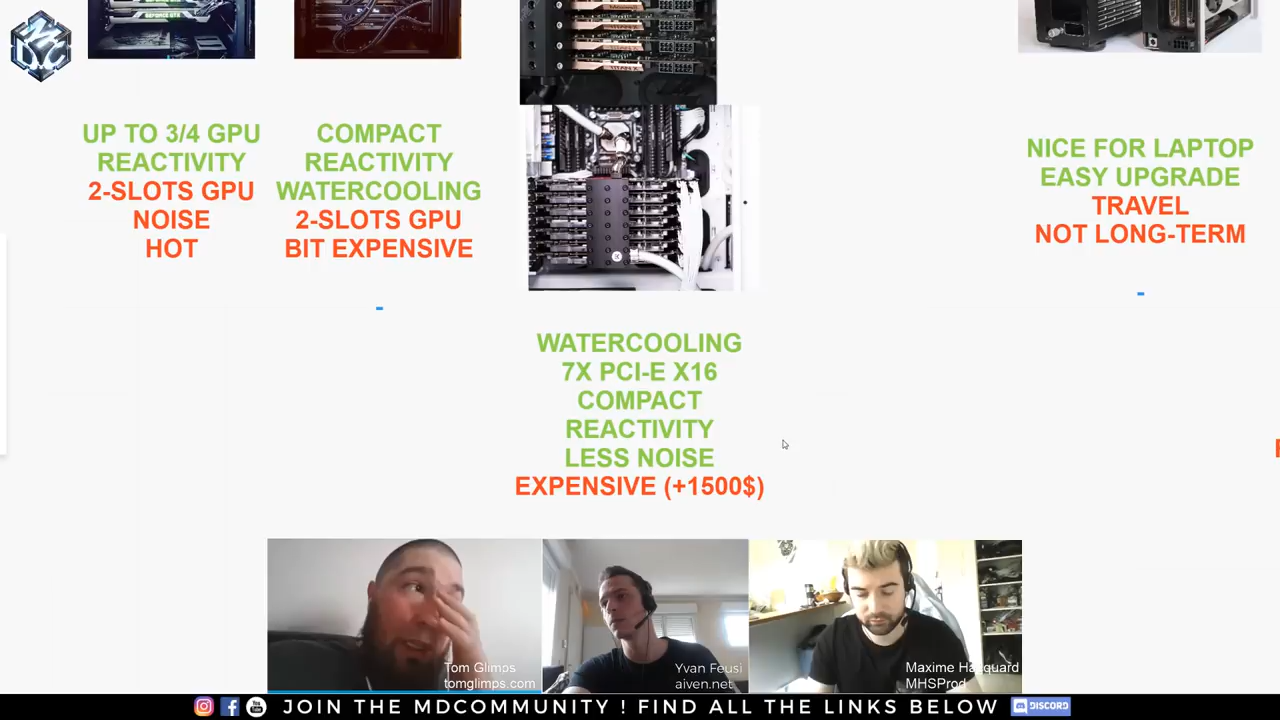 UP TO 3/4 GPU
REACTIVITY
2-SLOTS GPU
NOISE
HOT
COMPACT
REACTIVITY
WATERCOOLING
2-SLOTS GPU
BIT EXPENSIVE
-
WATERCOOLING
7X PCI-E X16
COMPACT
REACTIVITY
LESS NOISE
EXPENSIVE (+1500$)
NICE FOR LAPTOP
EASY UPGRADE
TRAVEL
NOT LONG-TERM
-
Tom Glimps
tomglimps.com
Yvan Feusi
aiven.net
Maxime Hacquard
MHSProd
JOIN THE MDCOMMUNITY ! FIND ALL THE LINKS BELOW
DISCORD